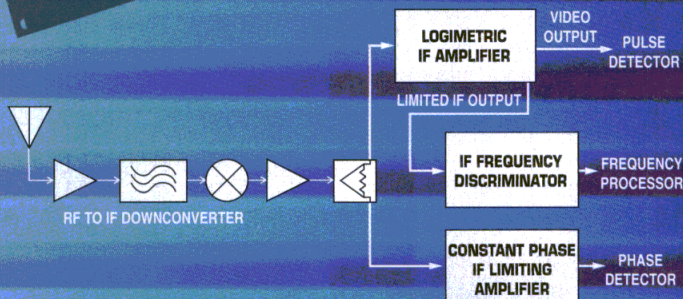 LOGIMETRIC
IF AMPLIFIER
VIDEO
OUTPUT
PULSE
DETECTOR
LIMITED IF OUTPUT
IF FREQUENCY
DISCRIMINATOR
FREQUENCY
PROCESSOR
RF TO IF DOWNCONVERTER
CONSTANT PHASE
IF LIMITING
AMPLIFIER
PHASE
DETECTOR